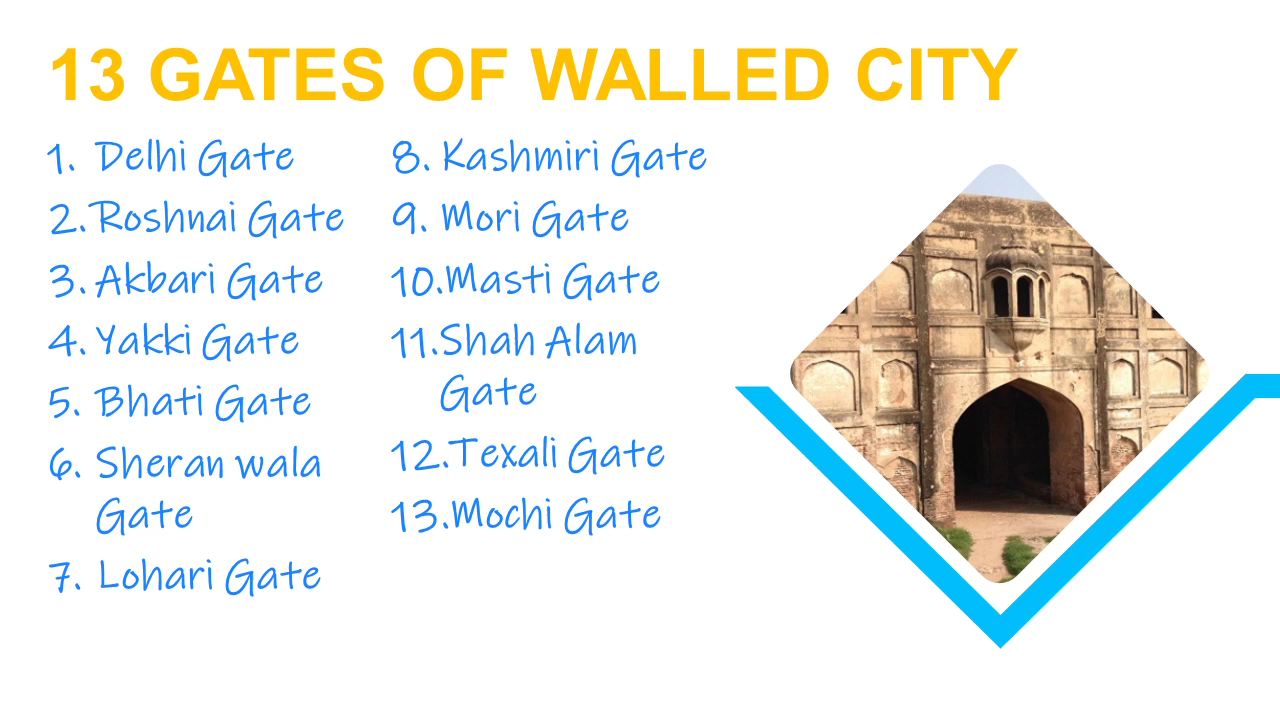 13 GATES OF WALLED CITY
1. Delhi Gate
2. Roshnai Gate
3. Akbari Gate
4. Yakki Gate
5. Bhati Gate
6. Sheran wala
Gate
7. Lohari Gate
8. Kashmiri Gate
9. Mori Gate
10. Masti Gate
11. Shah Alam
Gate
12. Texali Gate
13. Mochi Gate